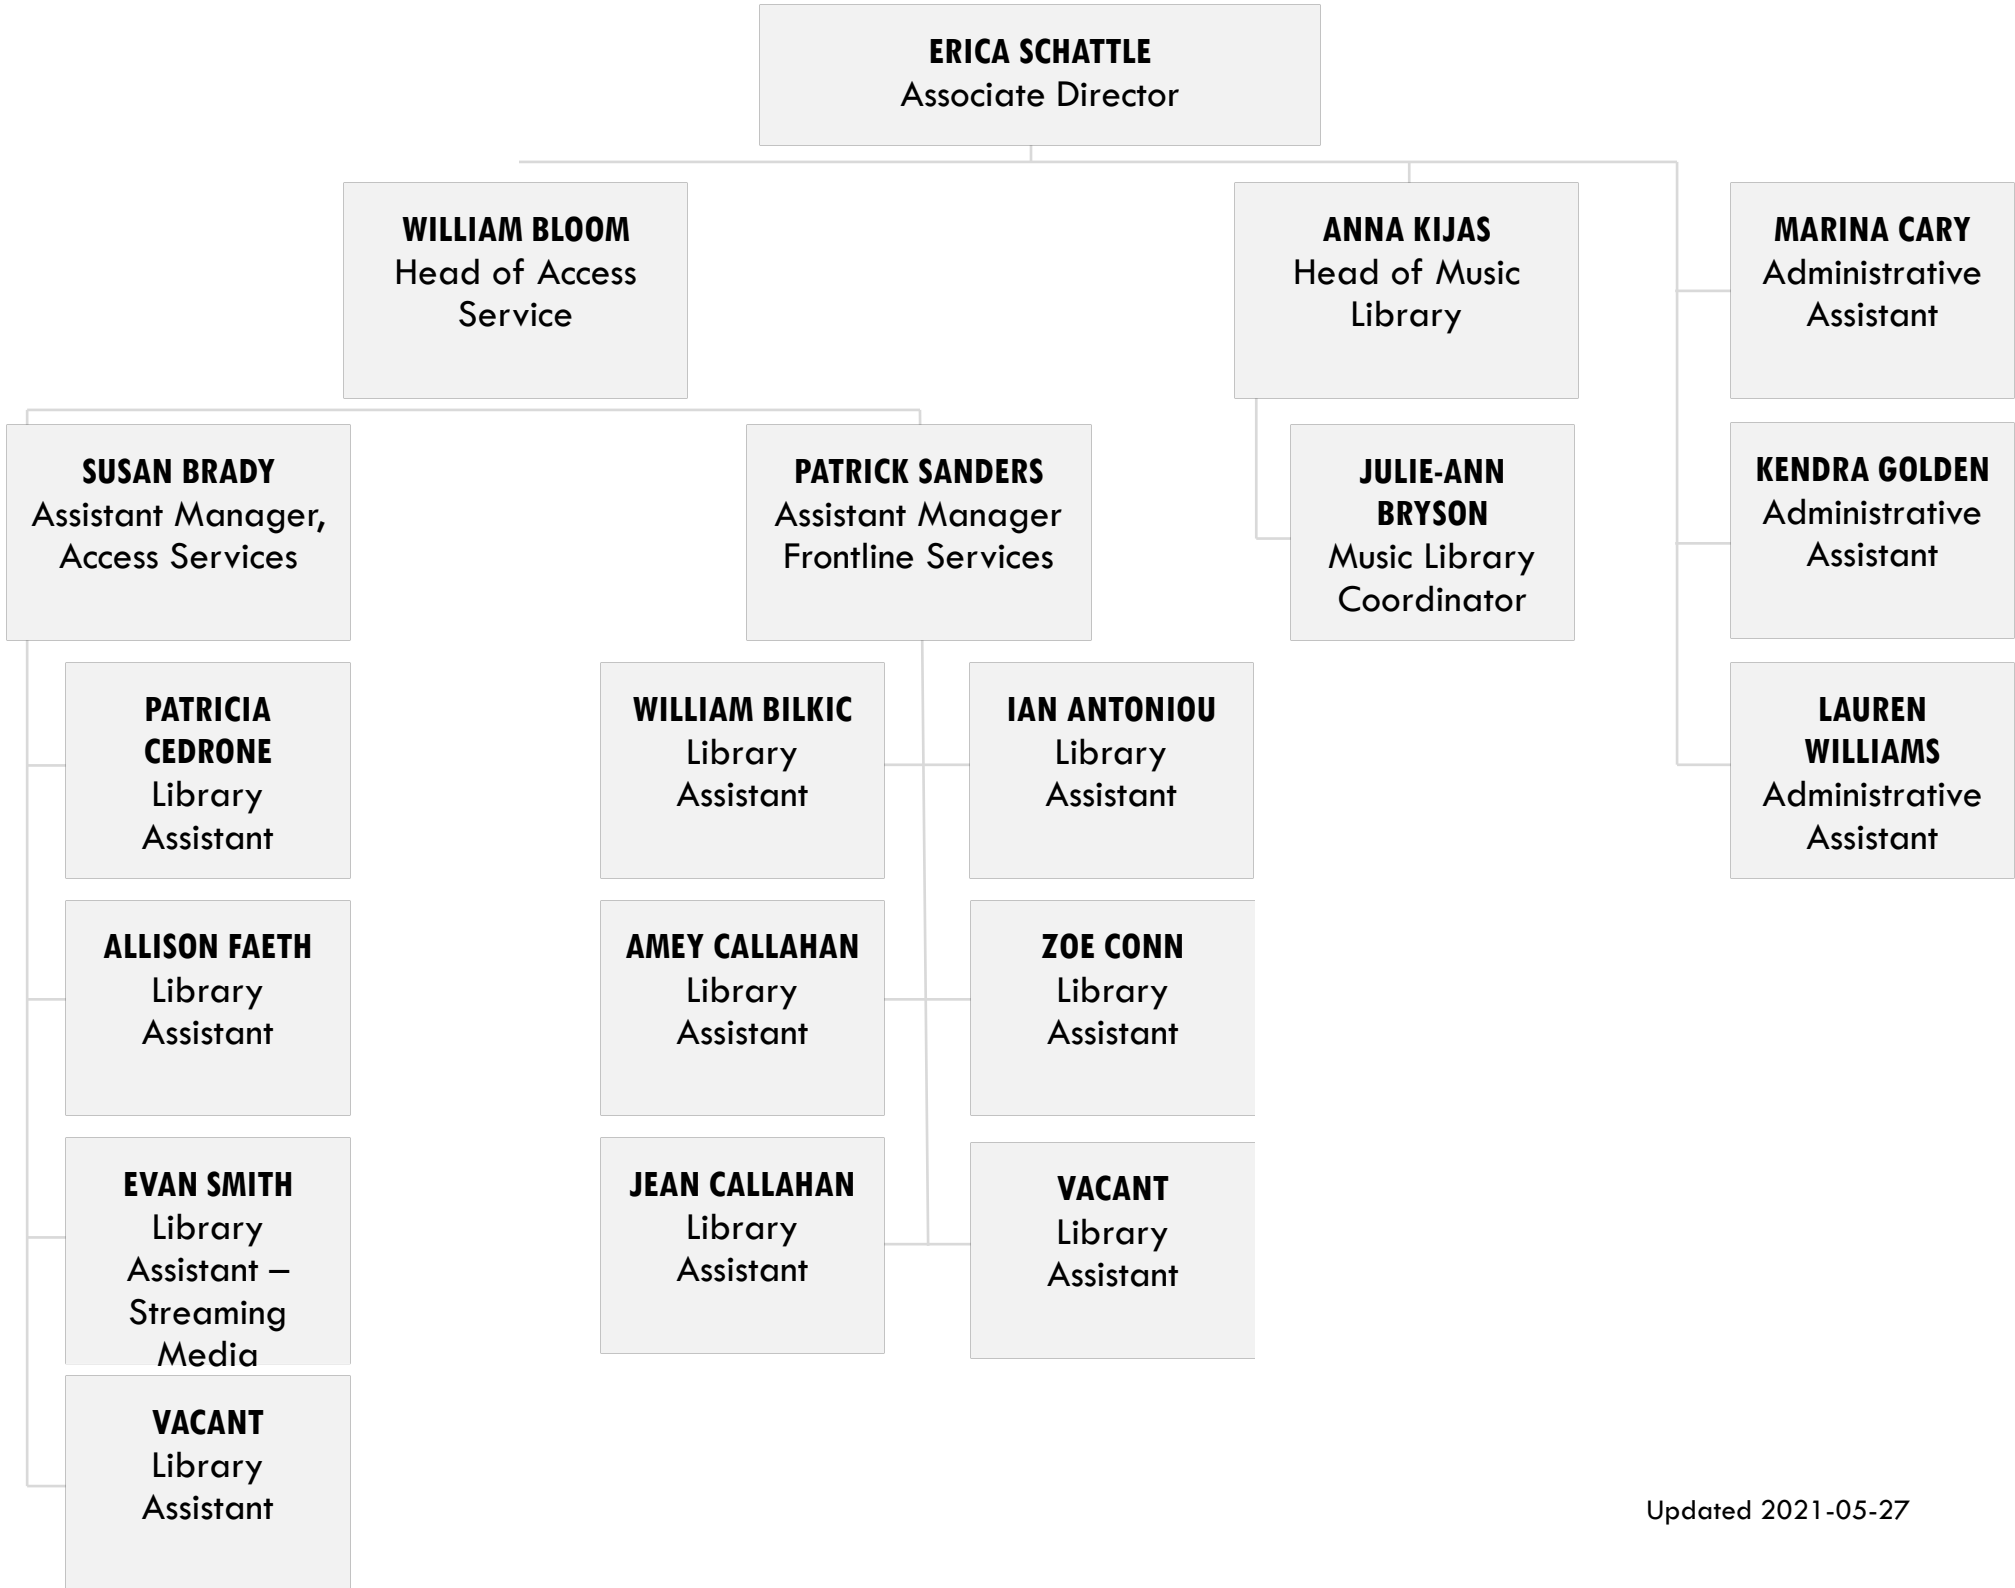 ERICA SCHATTLE
Associate Director
WILLIAM BLOOM
Head of Access
Service
ANNA KIJAS
Head of Music
Library
MARINA CARY
Administrative
Assistant
SUSAN BRADY
Assistant Manager,
Access Services
PATRICK SANDERS
Assistant Manager
Frontline Services
JULIE-ANN
BRYSON
Music Library
Coordinator
KENDRA GOLDEN
Administrative
Assistant
PATRICIA
CEDRONE
Library
Assistant
WILLIAM BILKIC
Library
Assistant
IAN ANTONIOU
Library
Assistant
LAUREN
WILLIAMS
Administrative
Assistant
ALLISON FAETH
Library
Assistant
AMEY CALLAHAN
Library
Assistant
ZOE CONN
Library
Assistant
EVAN SMITH
Library
Assistant –
Streaming
Media
JEAN CALLAHAN
Library
Assistant
VACANT
Library
Assistant
VACANT
Library
Assistant
Updated 2021-05-27